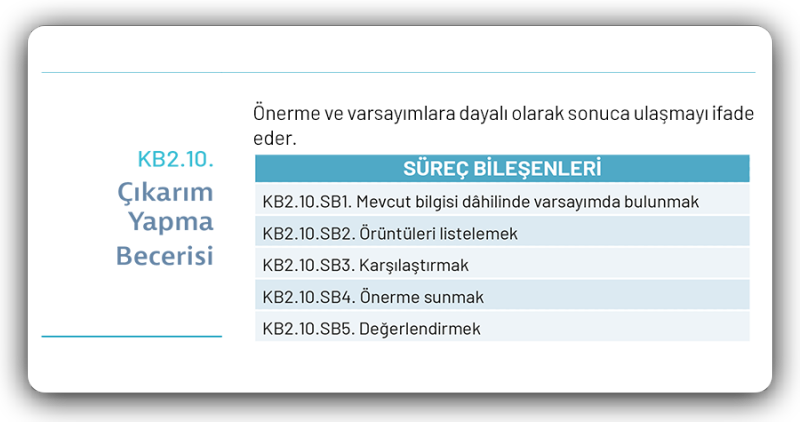 KB2.10.
Çıkarım
Yapma
Becerisi
Önerme ve varsayımlara dayalı olarak sonuca ulaşmayı ifade
eder.
SÜREÇ BİLEŞENLERİ
KB2.10.SB1. Mevcut bilgisi dâhilinde varsayımda bulunmak
KB2.10.SB2. Örüntüleri listelemek
KB2.10.SB3. Karşılaştırmak
KB2.10.SB4. Önerme sunmak
KB2.10.SB5. Değerlendirmek